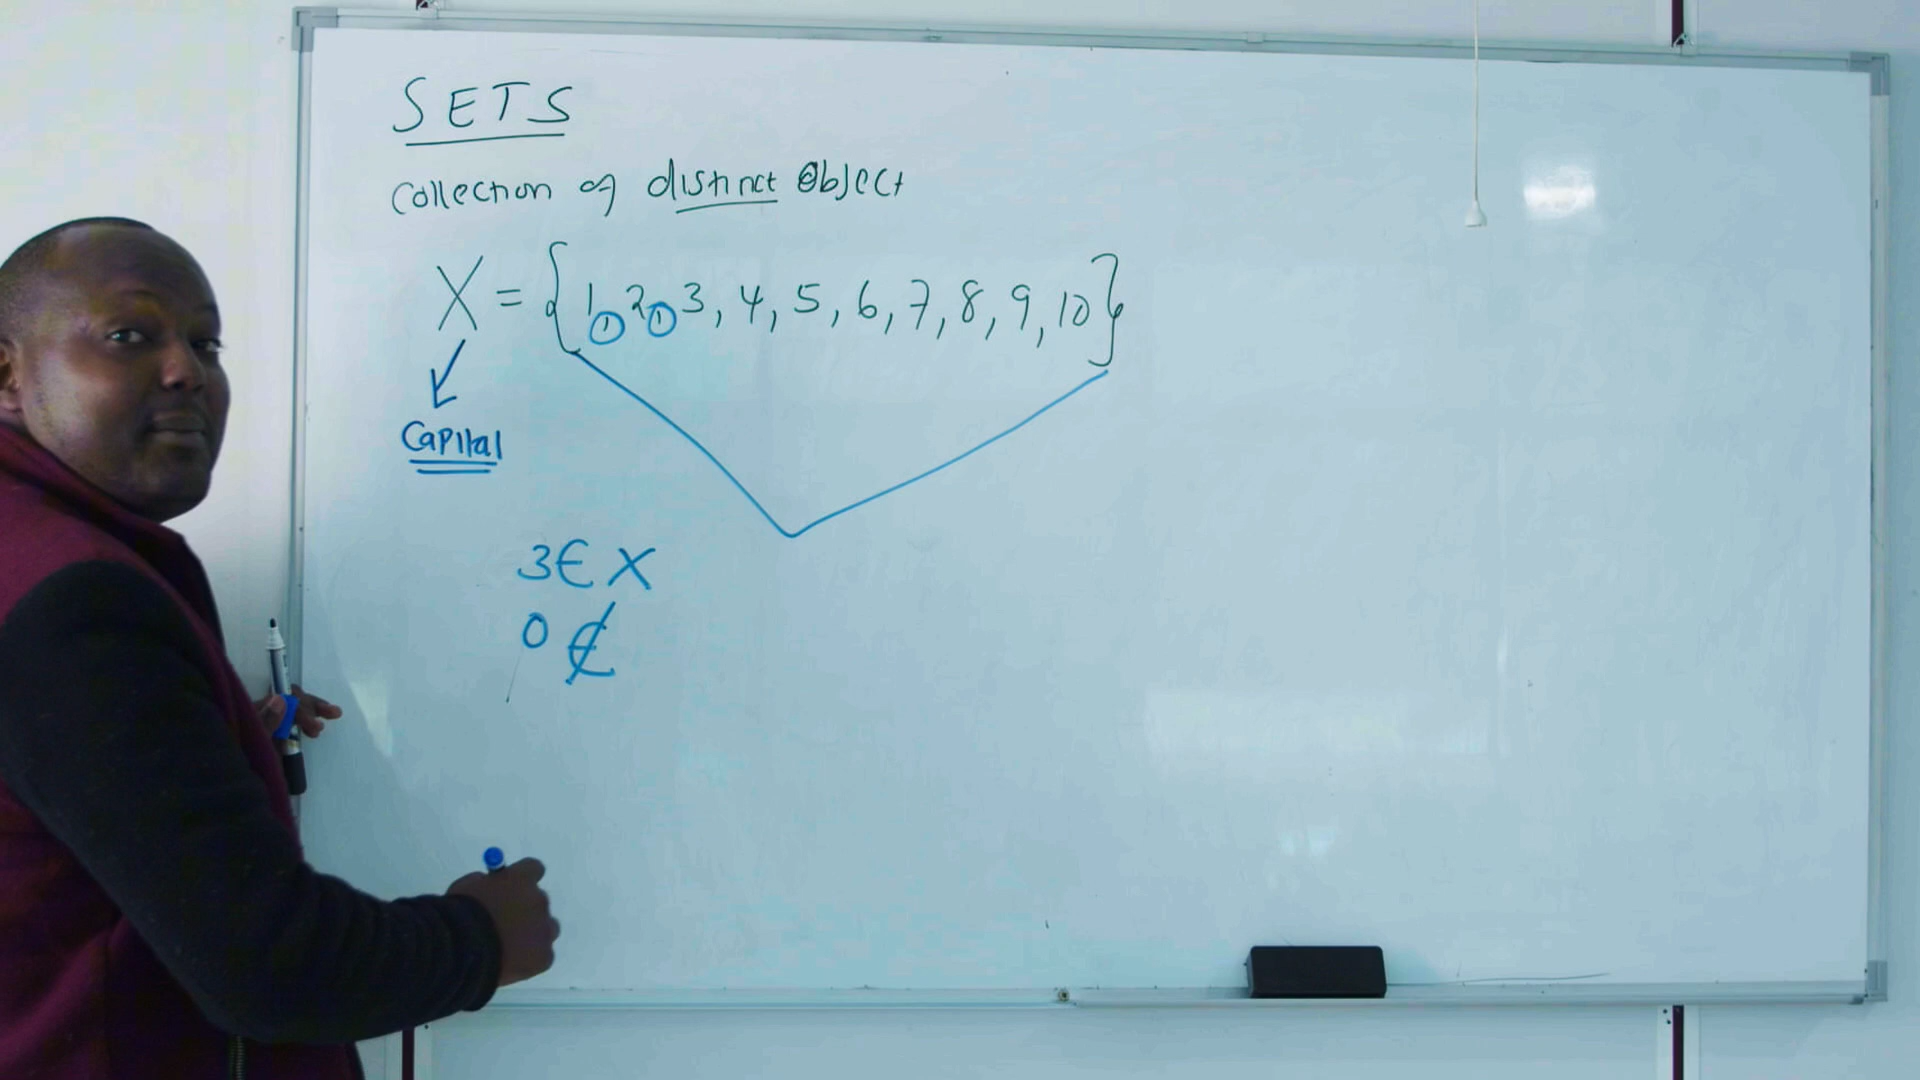 SETS
Collection of distinct Object
X = {1, 2, 3, 4, 5, 6, 7, 8, 9, 10}
Capital
3 ∈ X
0 ∉